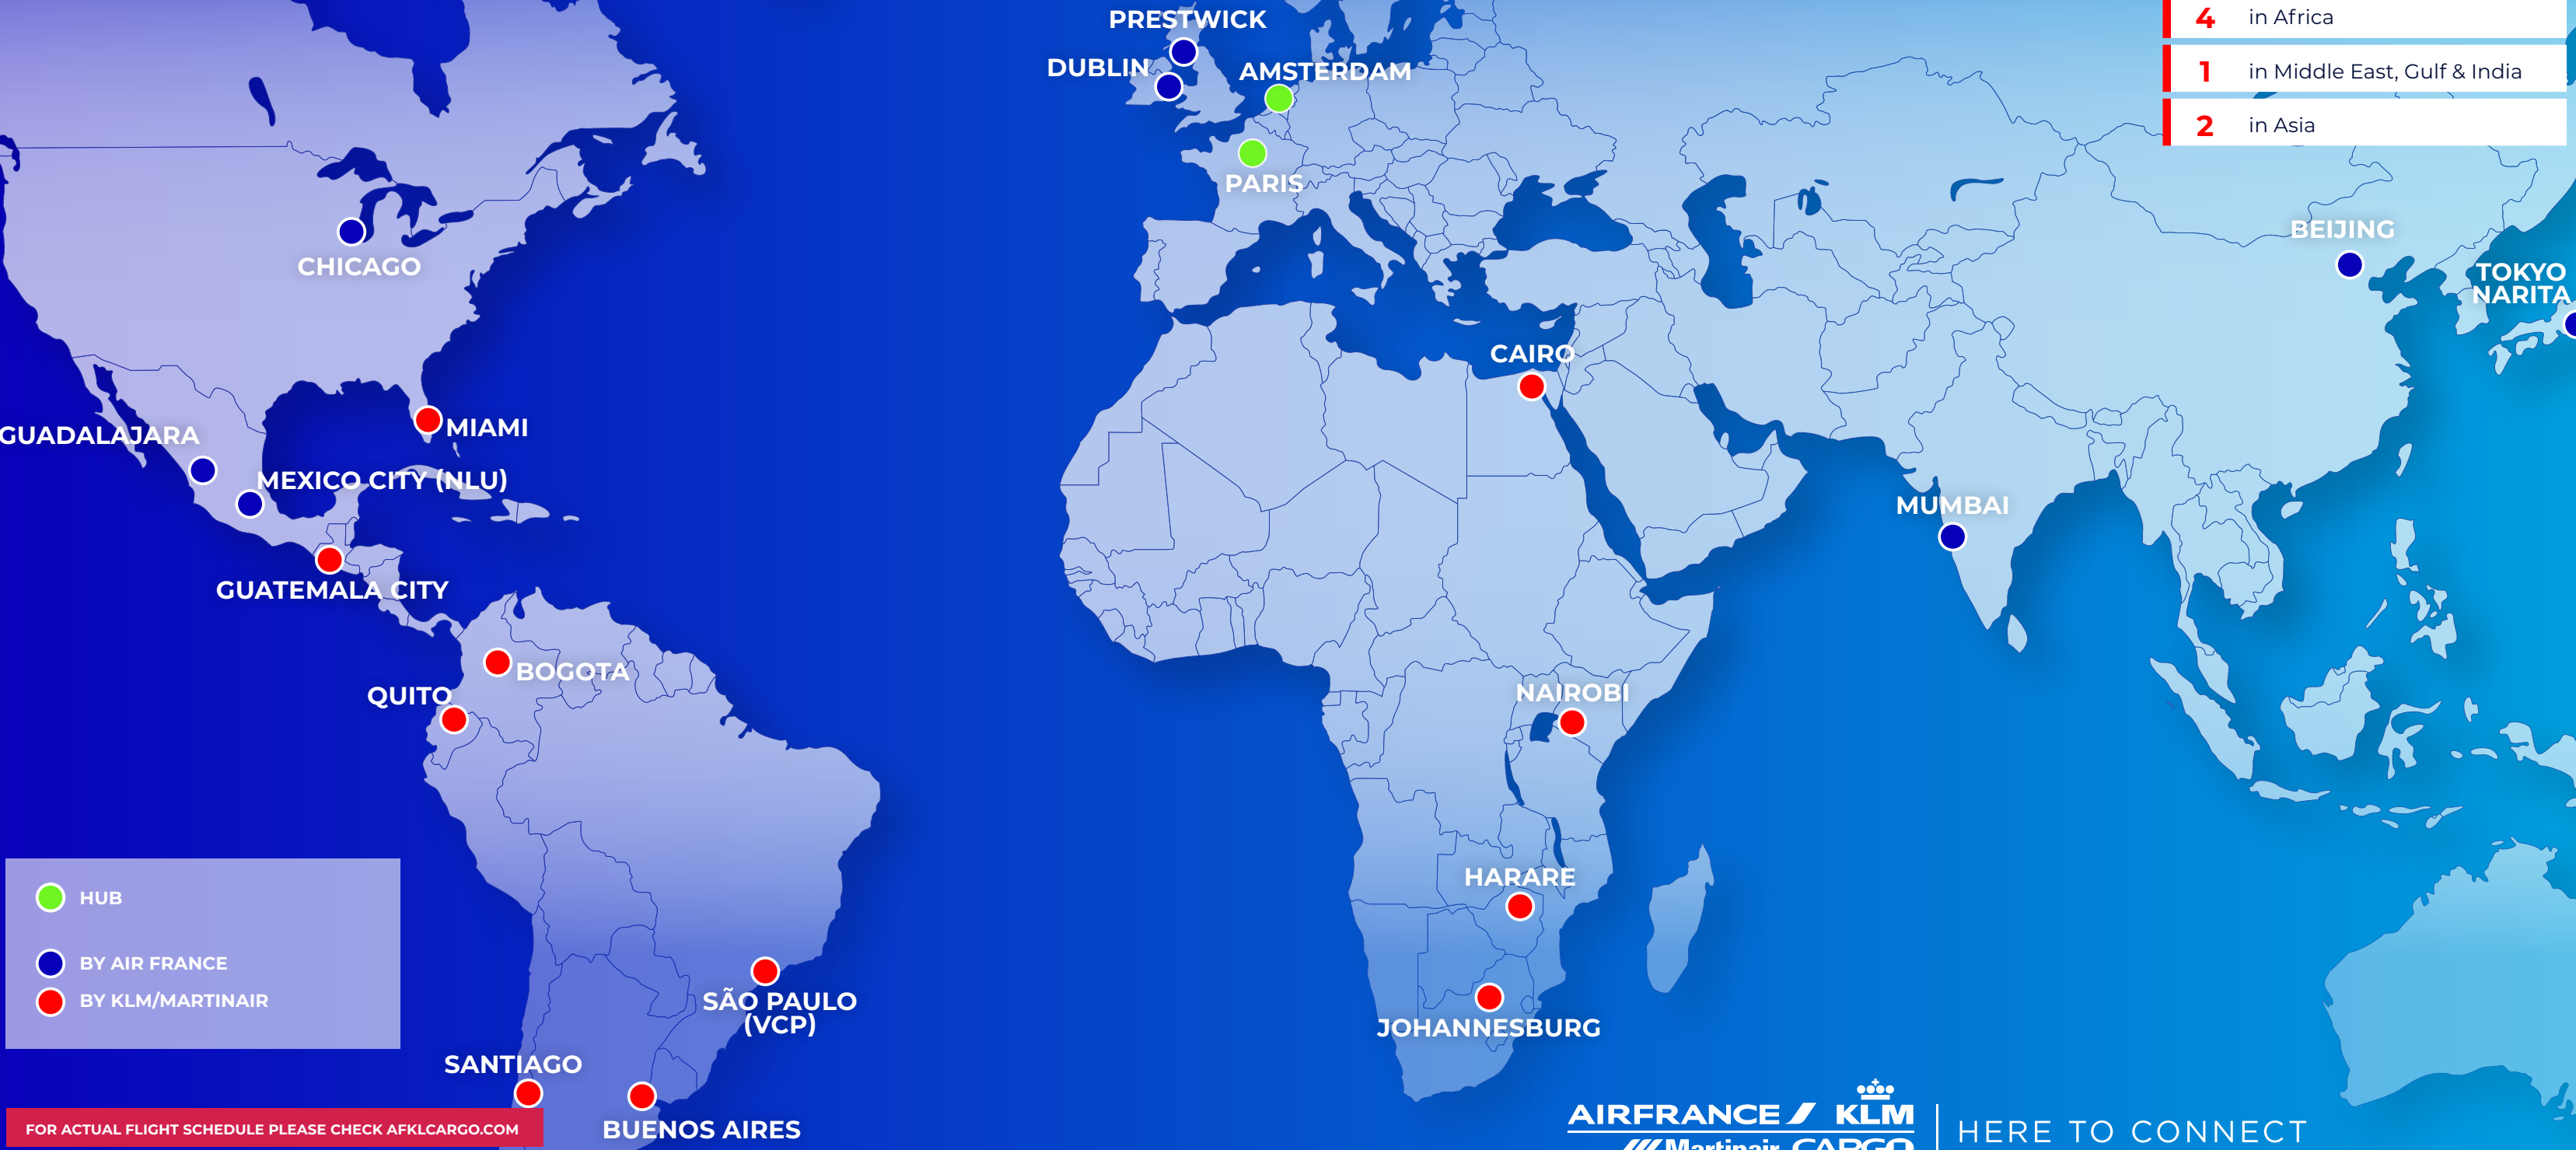 PRESTWICK
4 in Africa
DUBLIN
AMSTERDAM
1 in Middle East, Gulf & India
2 in Asia
PARIS
BEIJING
CHICAGO
TOKYO
NARITA
CAIRO
MIAMI
GUADALAJARA
MEXICO CITY (NLU)
MUMBAI
GUATEMALA CITY
BOGOTA
QUITO
NAIROBI
HARARE
HUB
BY AIR FRANCE
BY KLM/MARTINAIR
SÃO PAULO
(VCP)
JOHANNESBURG
SANTIAGO
BUENOS AIRES
FOR ACTUAL FLIGHT SCHEDULE PLEASE CHECK AFKLCARGO.COM
AIRFRANCE KLM
Martinair CARGO
HERE TO CONNECT